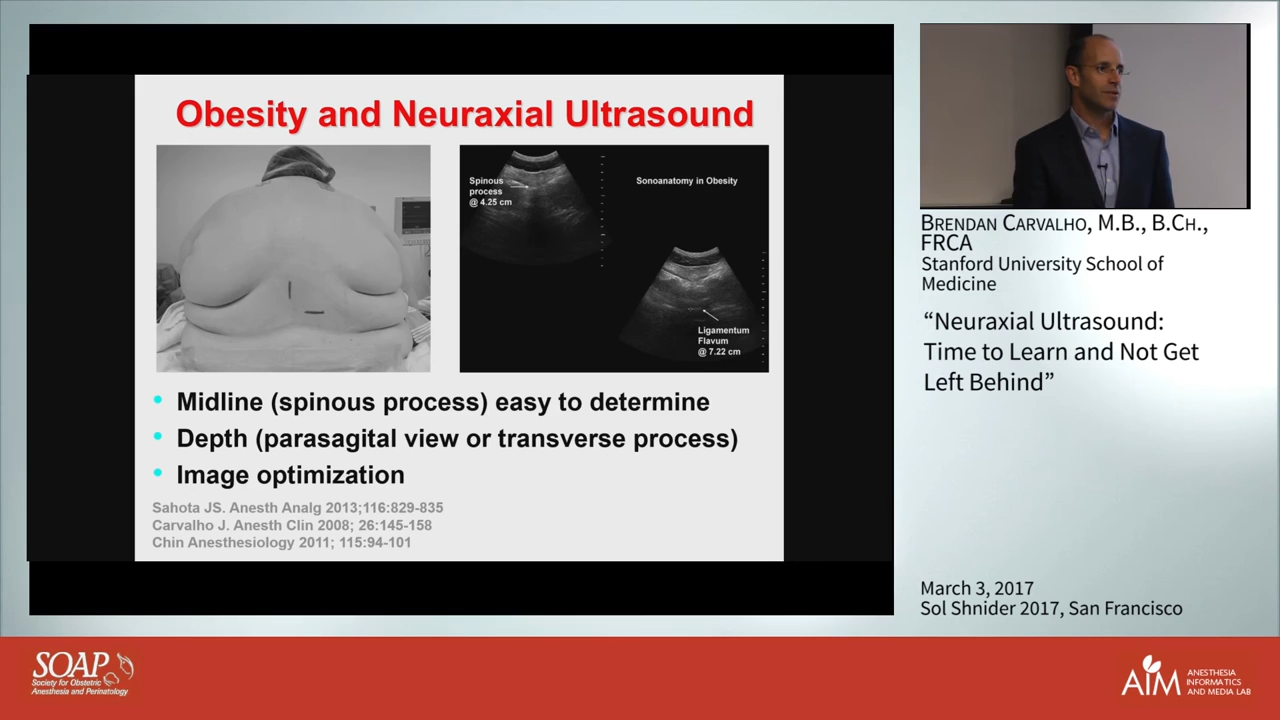 Obesity and Neuraxial Ultrasound
Spinous
process
@ 4.25 cm
Sonoanatomy in Obesity
Ligamentum
Flavum
@ 7.22 cm
• Midline (spinous process) easy to determine
• Depth (parasagital view or transverse process)
• Image optimization
Sahota JS. Anesth Analg 2013;116:829-835
Carvalho J. Anesth Clin 2008; 26:145-158
Chin Anesthesiology 2011; 115:94-101
Brendan Carvalho, M.B., B.Ch.,
FRCA
Stanford University School of
Medicine
“Neuraxial Ultrasound:
Time to Learn and Not Get
Left Behind”
March 3, 2017
Sol Shnider 2017, San Francisco
SOAP
Society for Obstetric
Anesthesia and Perinatology
AIM
ANESTHESIA
INFORMATICS
AND MEDIA LAB